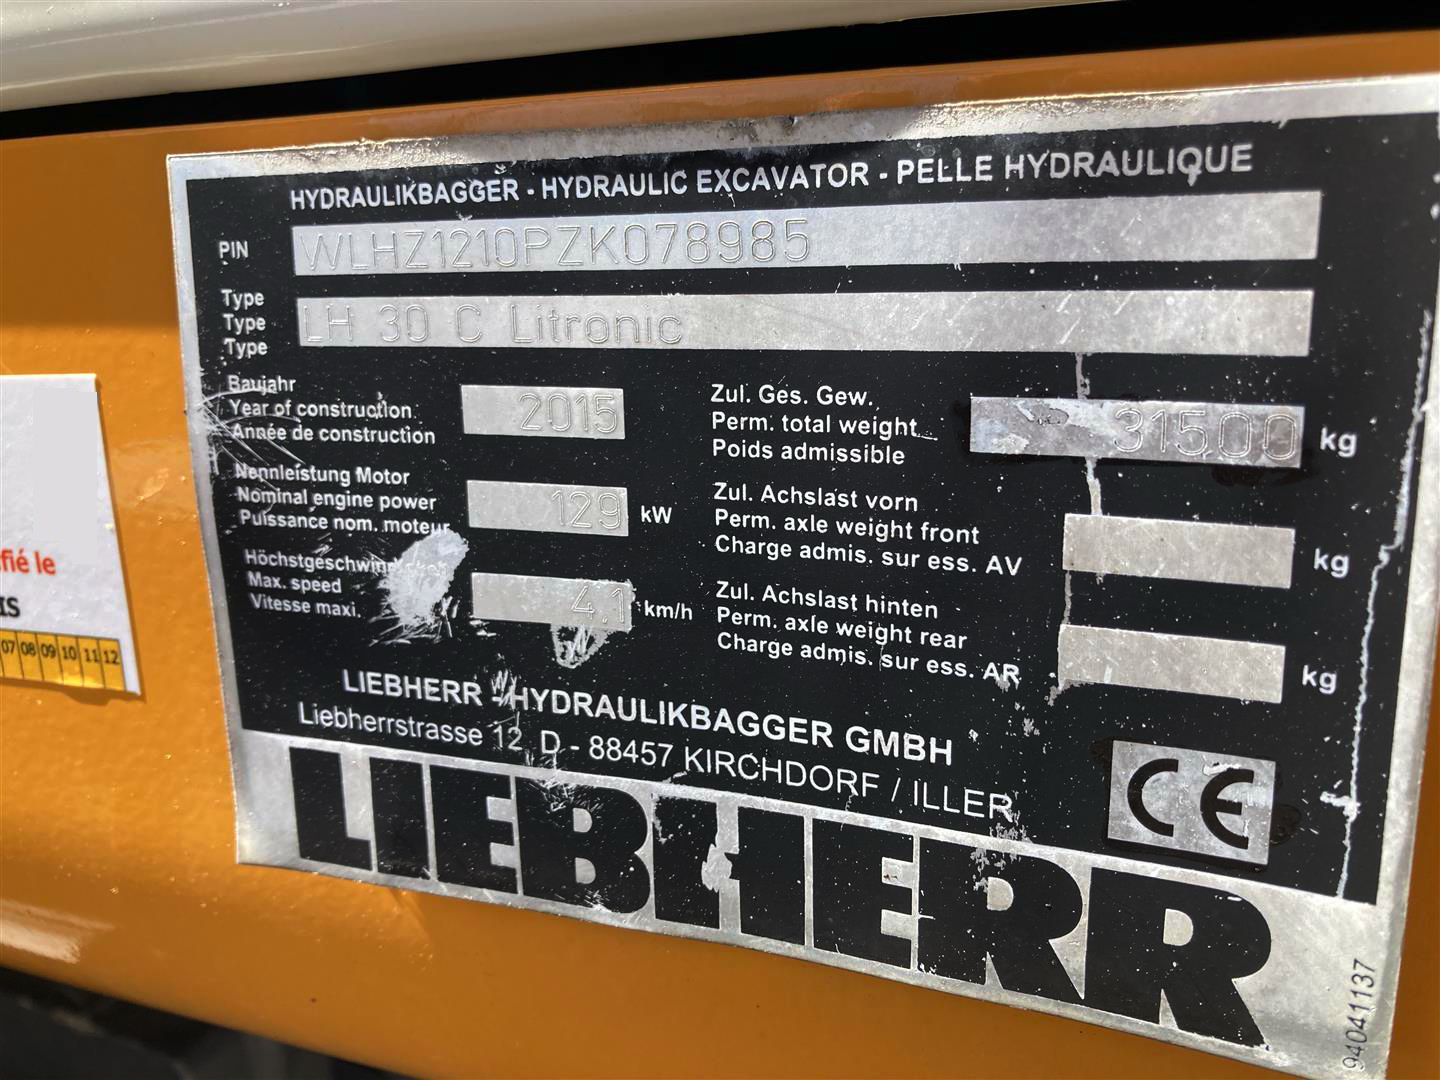 HYDRAULIKBAGGER - HYDRAULIC EXCAVATOR - PELLE HYDRAULIQUE
PIN WLHZ1210PZK078985
Type
Type LH 30 C Litronic
Type
Baujahr
Year of construction 2015
Année de construction
Nennleistung Motor
Nominal engine power 129 kW
Puissance nom. moteur
Höchstgeschwindigkeit
Max. speed 4.1 km/h
Vitesse maxi.
Zul. Ges. Gew.
Perm. total weight 31500 kg
Poids admissible
Zul. Achslast vorn
Perm. axle weight front kg
Charge admis. sur ess. AV
Zul. Achslast hinten
Perm. axle weight rear kg
Charge admis. sur ess. AR
LIEBHERR - HYDRAULIKBAGGER GMBH
Liebherrstrasse 12, D - 88457 KIRCHDORF / ILLER
CE
LIEBHERR
94041137
fié le
IS
07 08 09 10 11 12